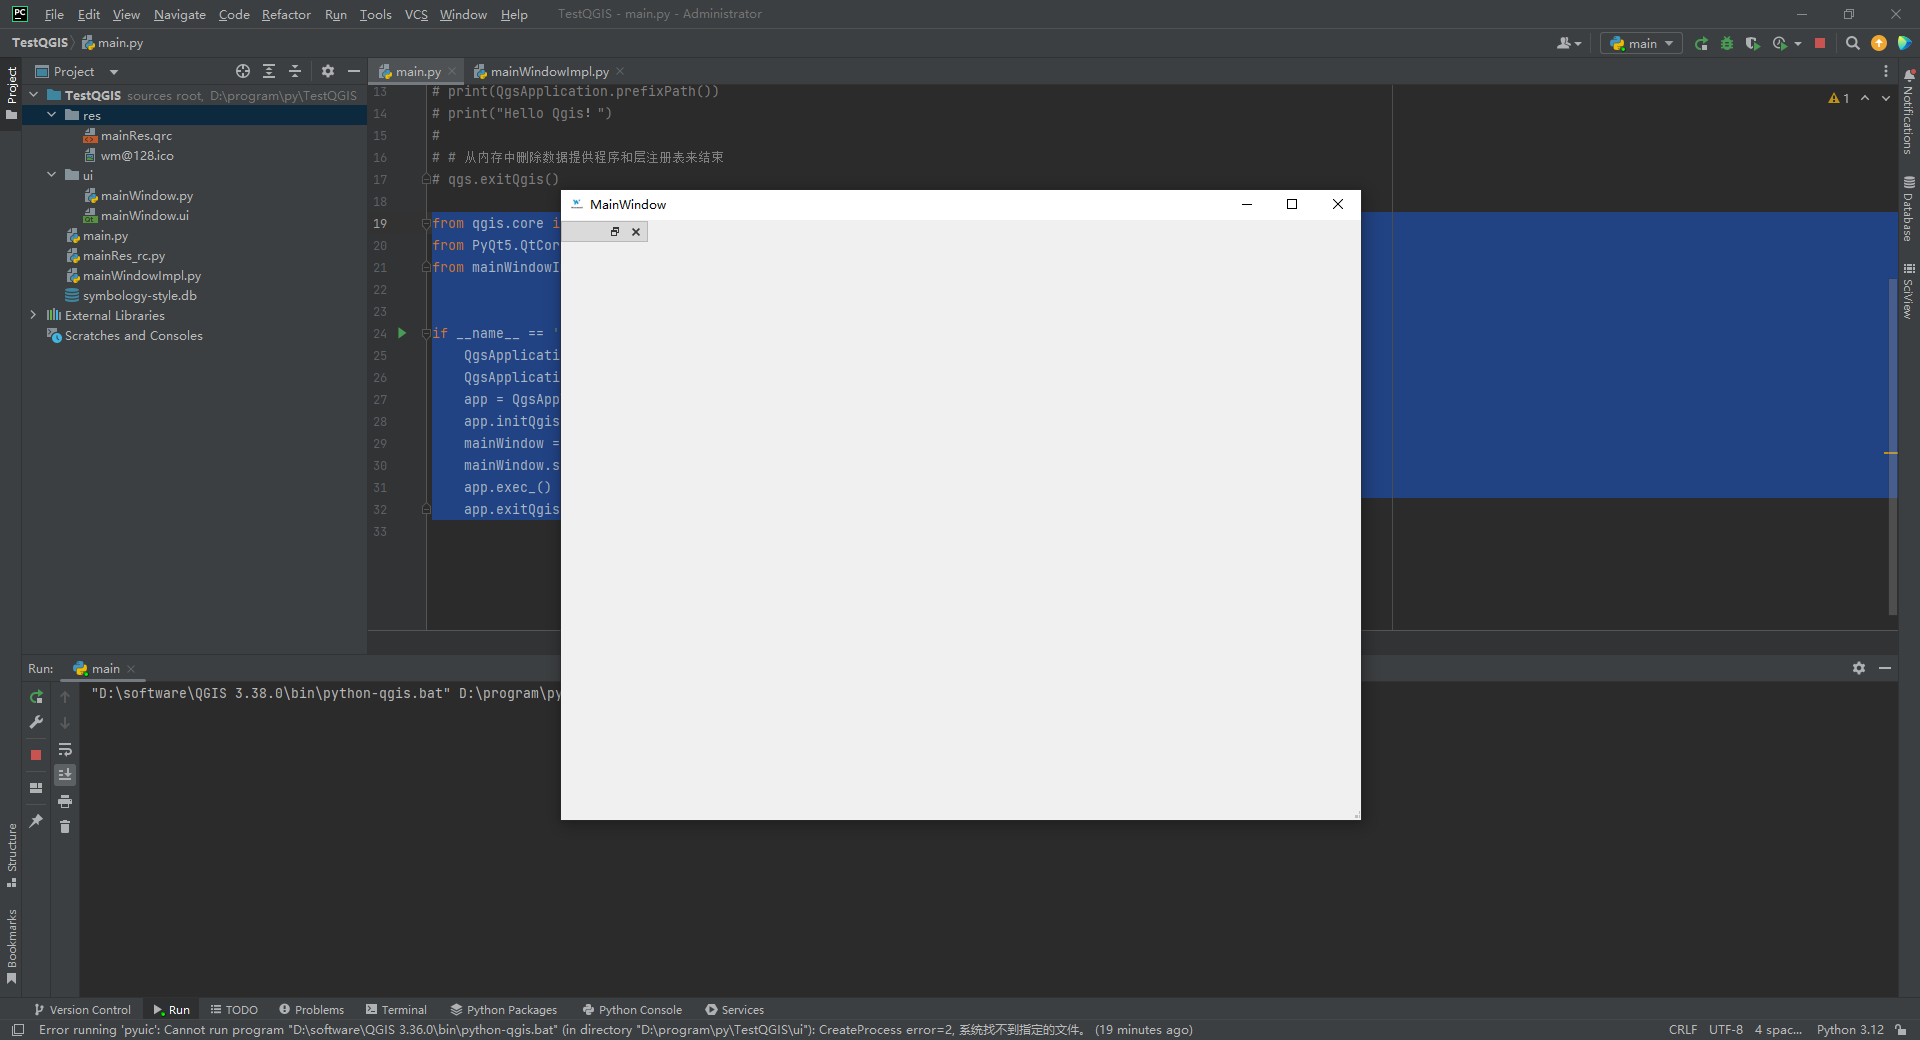 PC File Edit View Navigate Code Refactor Run Tools VCS Window Help TestQGIS - main.py - Administrator
TestQGIS main.py main
Project
Project
main.py mainWindowImpl.py
TestQGIS sources root, D:\program\py\TestQGIS
res
mainRes.qrc
wm@128.ico
ui
mainWindow.py
mainWindow.ui
main.py
mainRes_rc.py
mainWindowImpl.py
symbology-style.db
External Libraries
Scratches and Consoles
13 # print(QgsApplication.prefixPath())
14 # print("Hello Qgis! ")
15 #
16 # # 从内存中删除数据提供程序和层注册表来结束
17 # qgs.exitQgis()
18
19 from qgis.core i
20 from PyQt5.QtCor
21 from mainWindowI
22
23
24 if __name__ == '
25 QgsApplicati
26 QgsApplicati
27 app = QgsApp
28 app.initQgis
29 mainWindow =
30 mainWindow.s
31 app.exec_()
32 app.exitQgis
33
1
MainWindow
Notifications
Database
SciView
Run: main
"D:\software\QGIS 3.38.0\bin\python-qgis.bat" D:\program\py
Structure
Bookmarks
Version Control Run TODO Problems Terminal Python Packages Python Console Services
Error running 'pyuic': Cannot run program "D:\software\QGIS 3.36.0\bin\python-qgis.bat" (in directory "D:\program\py\TestQGIS\ui"): CreateProcess error=2, 系统找不到指定的文件。 (19 minutes ago) CRLF UTF-8 4 spac... Python 3.12